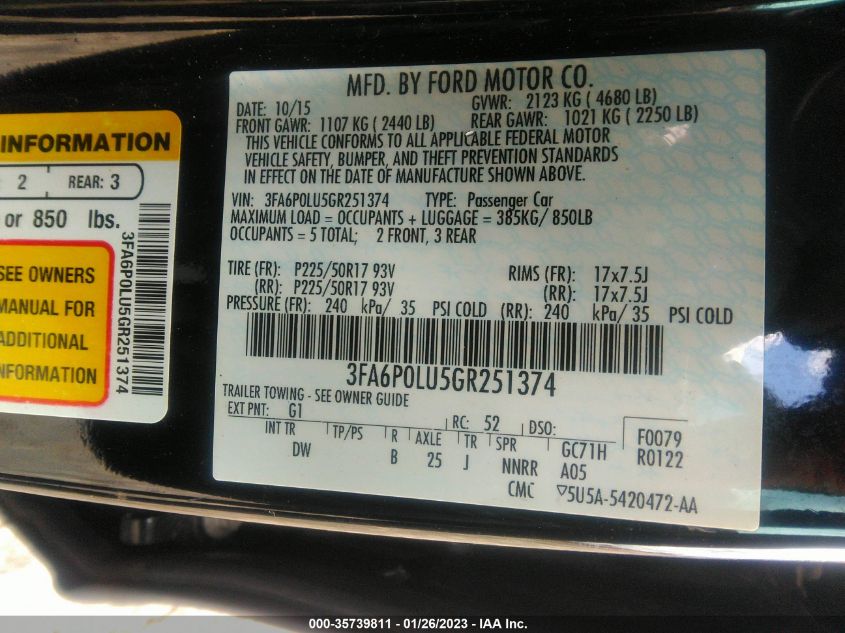 INFORMATION
: 2 REAR: 3
or 850 lbs.
SEE OWNERS
MANUAL FOR
ADDITIONAL
INFORMATION
3FA6P0LU5GR251374
MFD. BY FORD MOTOR CO.
DATE: 10/15 GVWR: 2123 KG ( 4680 LB)
FRONT GAWR: 1107 KG ( 2440 LB) REAR GAWR: 1021 KG ( 2250 LB)
THIS VEHICLE CONFORMS TO ALL APPLICABLE FEDERAL MOTOR
VEHICLE SAFETY, BUMPER, AND THEFT PREVENTION STANDARDS
IN EFFECT ON THE DATE OF MANUFACTURE SHOWN ABOVE.
VIN: 3FA6P0LU5GR251374 TYPE: Passenger Car
MAXIMUM LOAD = OCCUPANTS + LUGGAGE = 385KG/ 850LB
OCCUPANTS = 5 TOTAL; 2 FRONT, 3 REAR
TIRE (FR): P225/50R17 93V RIMS (FR): 17x7.5J
(RR): P225/50R17 93V (RR): 17x7.5J
PRESSURE (FR): 240 kPa/ 35 PSI COLD (RR): 240 kPa/ 35 PSI COLD
3FA6P0LU5GR251374
TRAILER TOWING - SEE OWNER GUIDE
EXT PNT: G1 RC: 52 DSO:
INT TR TP/PS R AXLE TR SPR GC71H F0079
DW B 25 J NNRR A05 R0122
CMC ▽5U5A-5420472-AA
000-35739811 - 01/26/2023 - IAA Inc.